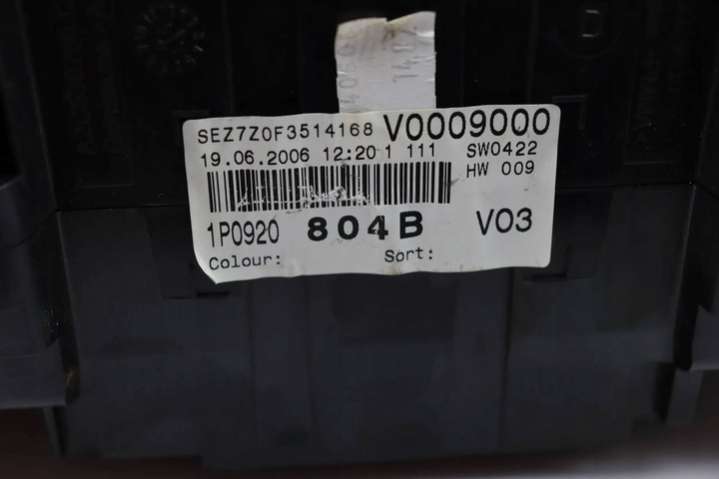 SEZ7Z0F3514168 V0009000
19.06.2006 12:20 1 111 SW0422
HW 009
1P0920 804B V03
Colour: Sort: